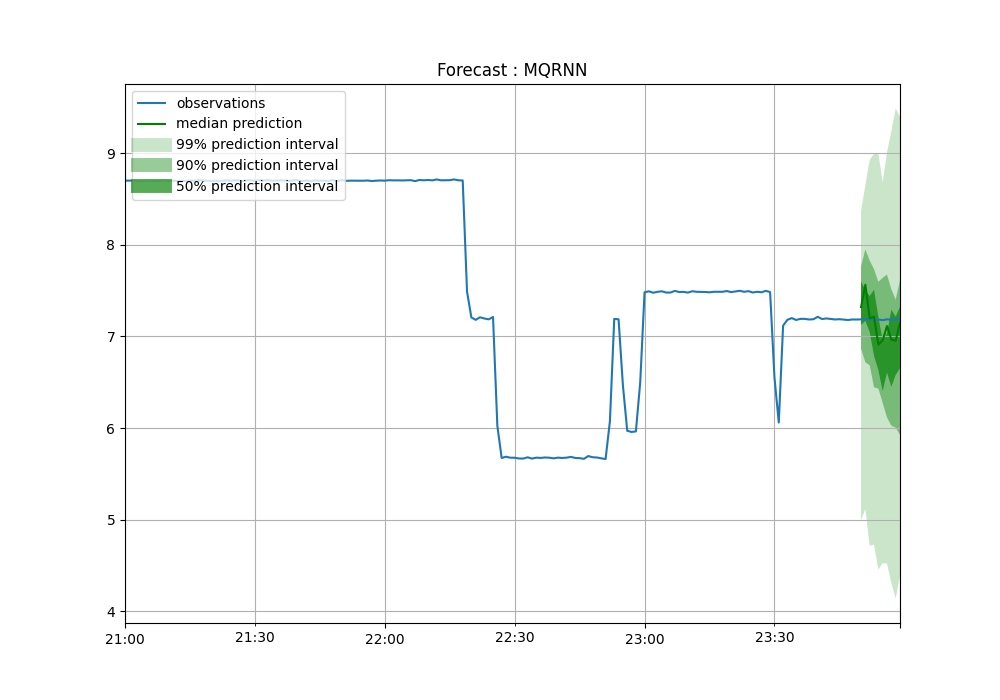 Forecast : MQRNN
observations
median prediction
99% prediction interval
90% prediction interval
50% prediction interval
9
8
7
6
5
4
21:00
21:30
22:00
22:30
23:00
23:30